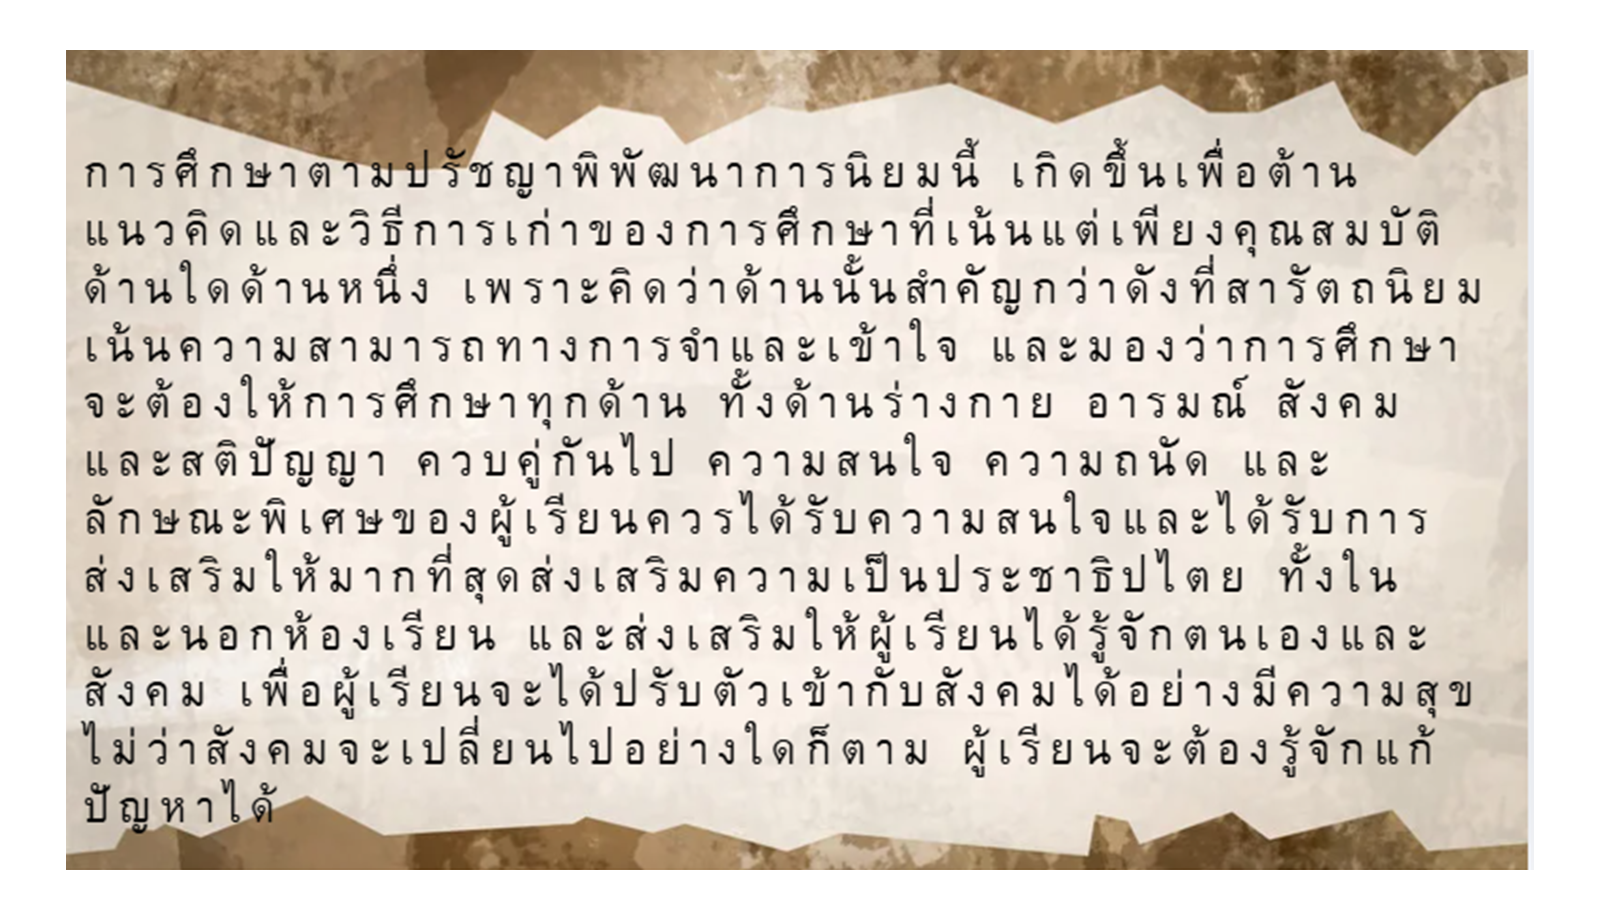 การศึกษาตามปรัชญาพิพัฒนาการนิยมนี้ เกิดขึ้นเพื่อต้าน
แนวคิดและวิธีการเก่าของการศึกษาที่เน้นแต่เพียงคุณสมบัติ
ด้านใดด้านหนึ่ง เพราะคิดว่าด้านนั้นสำคัญกว่าดังที่สารัตถนิยม
เน้นความสามารถทางการจำและเข้าใจ และมองว่าการศึกษา
จะต้องให้การศึกษาทุกด้าน ทั้งด้านร่างกาย อารมณ์ สังคม
และสติปัญญา ควบคู่กันไป ความสนใจ ความถนัด และ
ลักษณะพิเศษของผู้เรียนควรได้รับความสนใจและได้รับการ
ส่งเสริมให้มากที่สุดส่งเสริมความเป็นประชาธิปไตย ทั้งใน
และนอกห้องเรียน และส่งเสริมให้ผู้เรียนได้รู้จักตนเองและ
สังคม เพื่อผู้เรียนจะได้ปรับตัวเข้ากับสังคมได้อย่างมีความสุข
ไม่ว่าสังคมจะเปลี่ยนไปอย่างใดก็ตาม ผู้เรียนจะต้องรู้จักแก้
ปัญหาได้